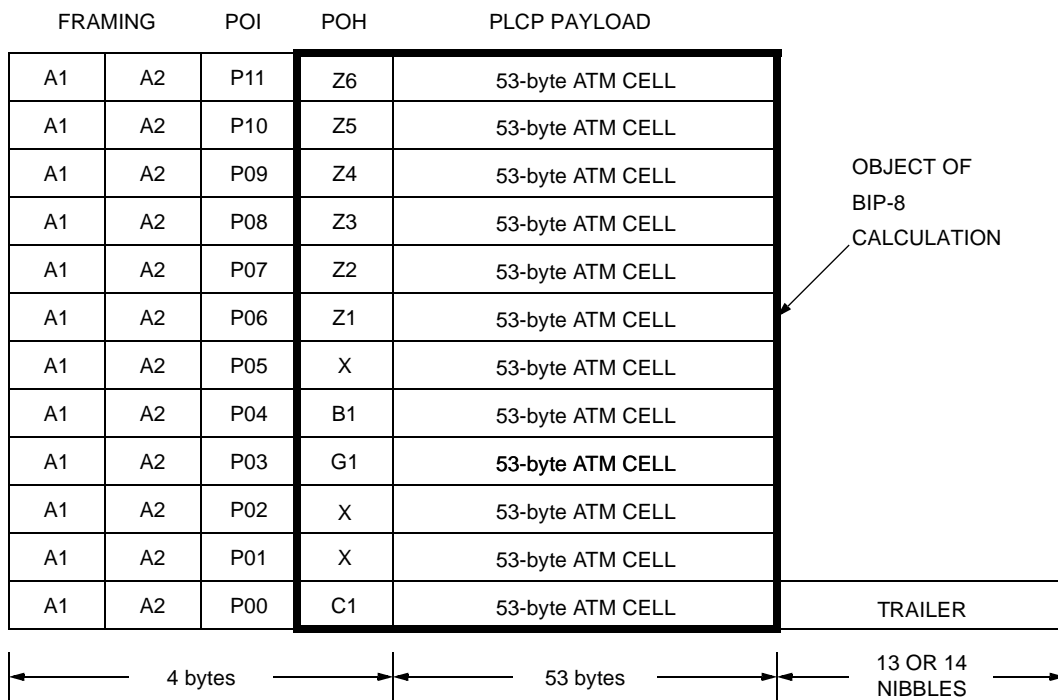 FRAMING POI POH PLCP PAYLOAD
A1 A2 P11 Z6 53-byte ATM CELL
A1 A2 P10 Z5 53-byte ATM CELL
A1 A2 P09 Z4 53-byte ATM CELL
A1 A2 P08 Z3 53-byte ATM CELL
A1 A2 P07 Z2 53-byte ATM CELL
A1 A2 P06 Z1 53-byte ATM CELL
A1 A2 P05 X 53-byte ATM CELL
A1 A2 P04 B1 53-byte ATM CELL
A1 A2 P03 G1 53-byte ATM CELL
A1 A2 P02 X 53-byte ATM CELL
A1 A2 P01 X 53-byte ATM CELL
A1 A2 P00 C1 53-byte ATM CELL TRAILER
OBJECT OF
BIP-8
CALCULATION
4 bytes 53 bytes 13 OR 14
NIBBLES